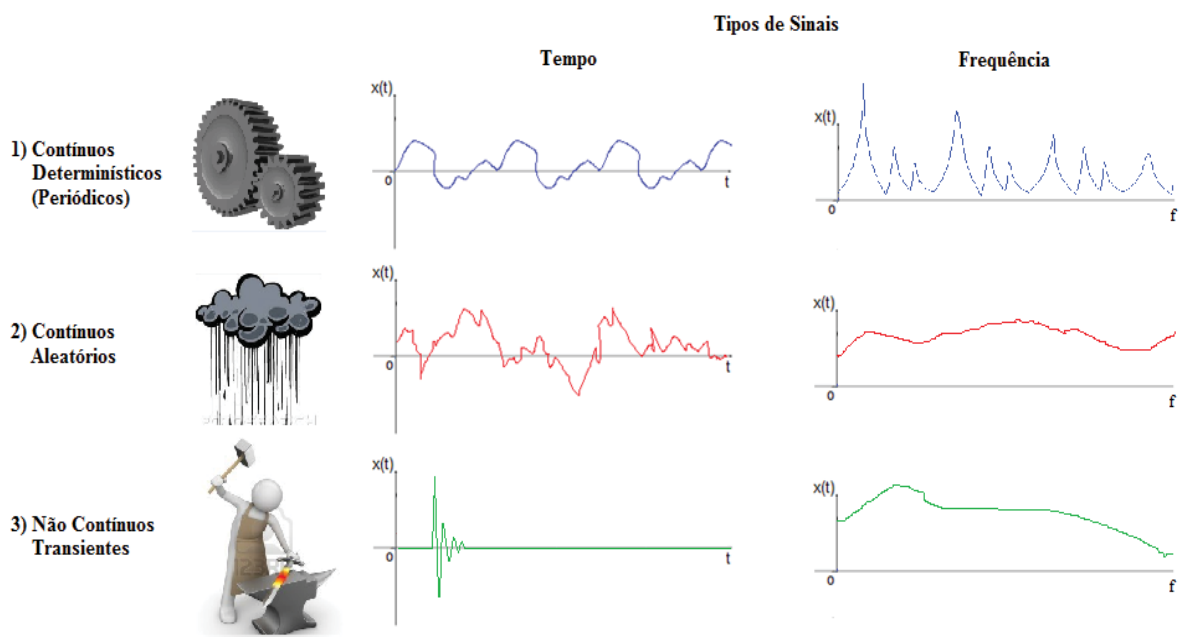 Tipos de Sinais
Tempo
Frequência
1) Contínuos
Determinísticos
(Periódicos)
x(t)
0
t
x(t)
0
f
2) Contínuos
Aleatórios
x(t)
0
t
x(t)
0
f
3) Não Contínuos
Transientes
x(t)
0
t
x(t)
0
f